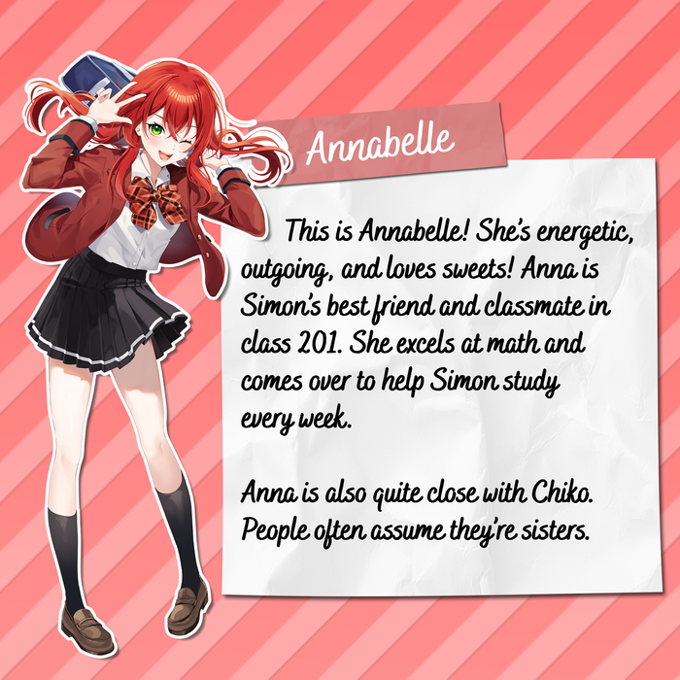 Annabelle
This is Annabelle! She's energetic,
outgoing, and loves sweets! Anna is
Simon's best friend and classmate in
class 201. She excels at math and
comes over to help Simon study
every week.
Anna is also quite close with Chiko.
People often assume they're sisters.